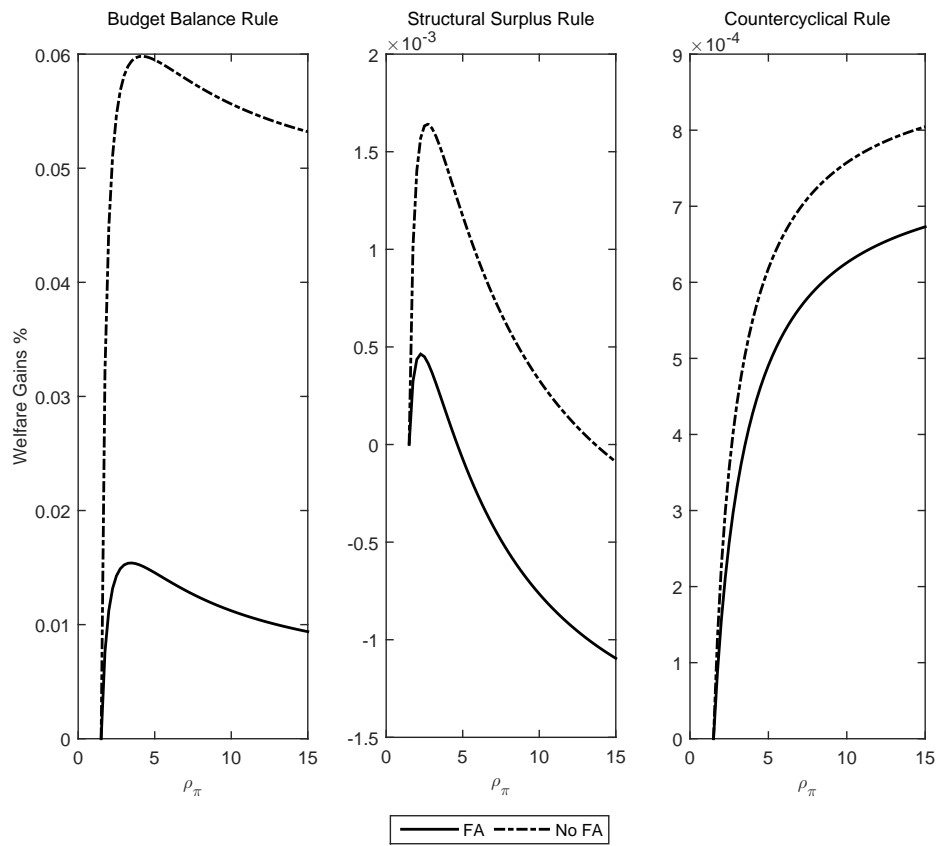 Budget Balance Rule
Structural Surplus Rule
Countercyclical Rule
Welfare Gains %
0.06
0.05
0.04
0.03
0.02
0.01
0
0 5 10 15
ρπ
×10-3
2
1.5
1
0.5
0
-0.5
-1
-1.5
0 5 10 15
ρπ
×10-4
9
8
7
6
5
4
3
2
1
0
0 5 10 15
ρπ
FA No FA